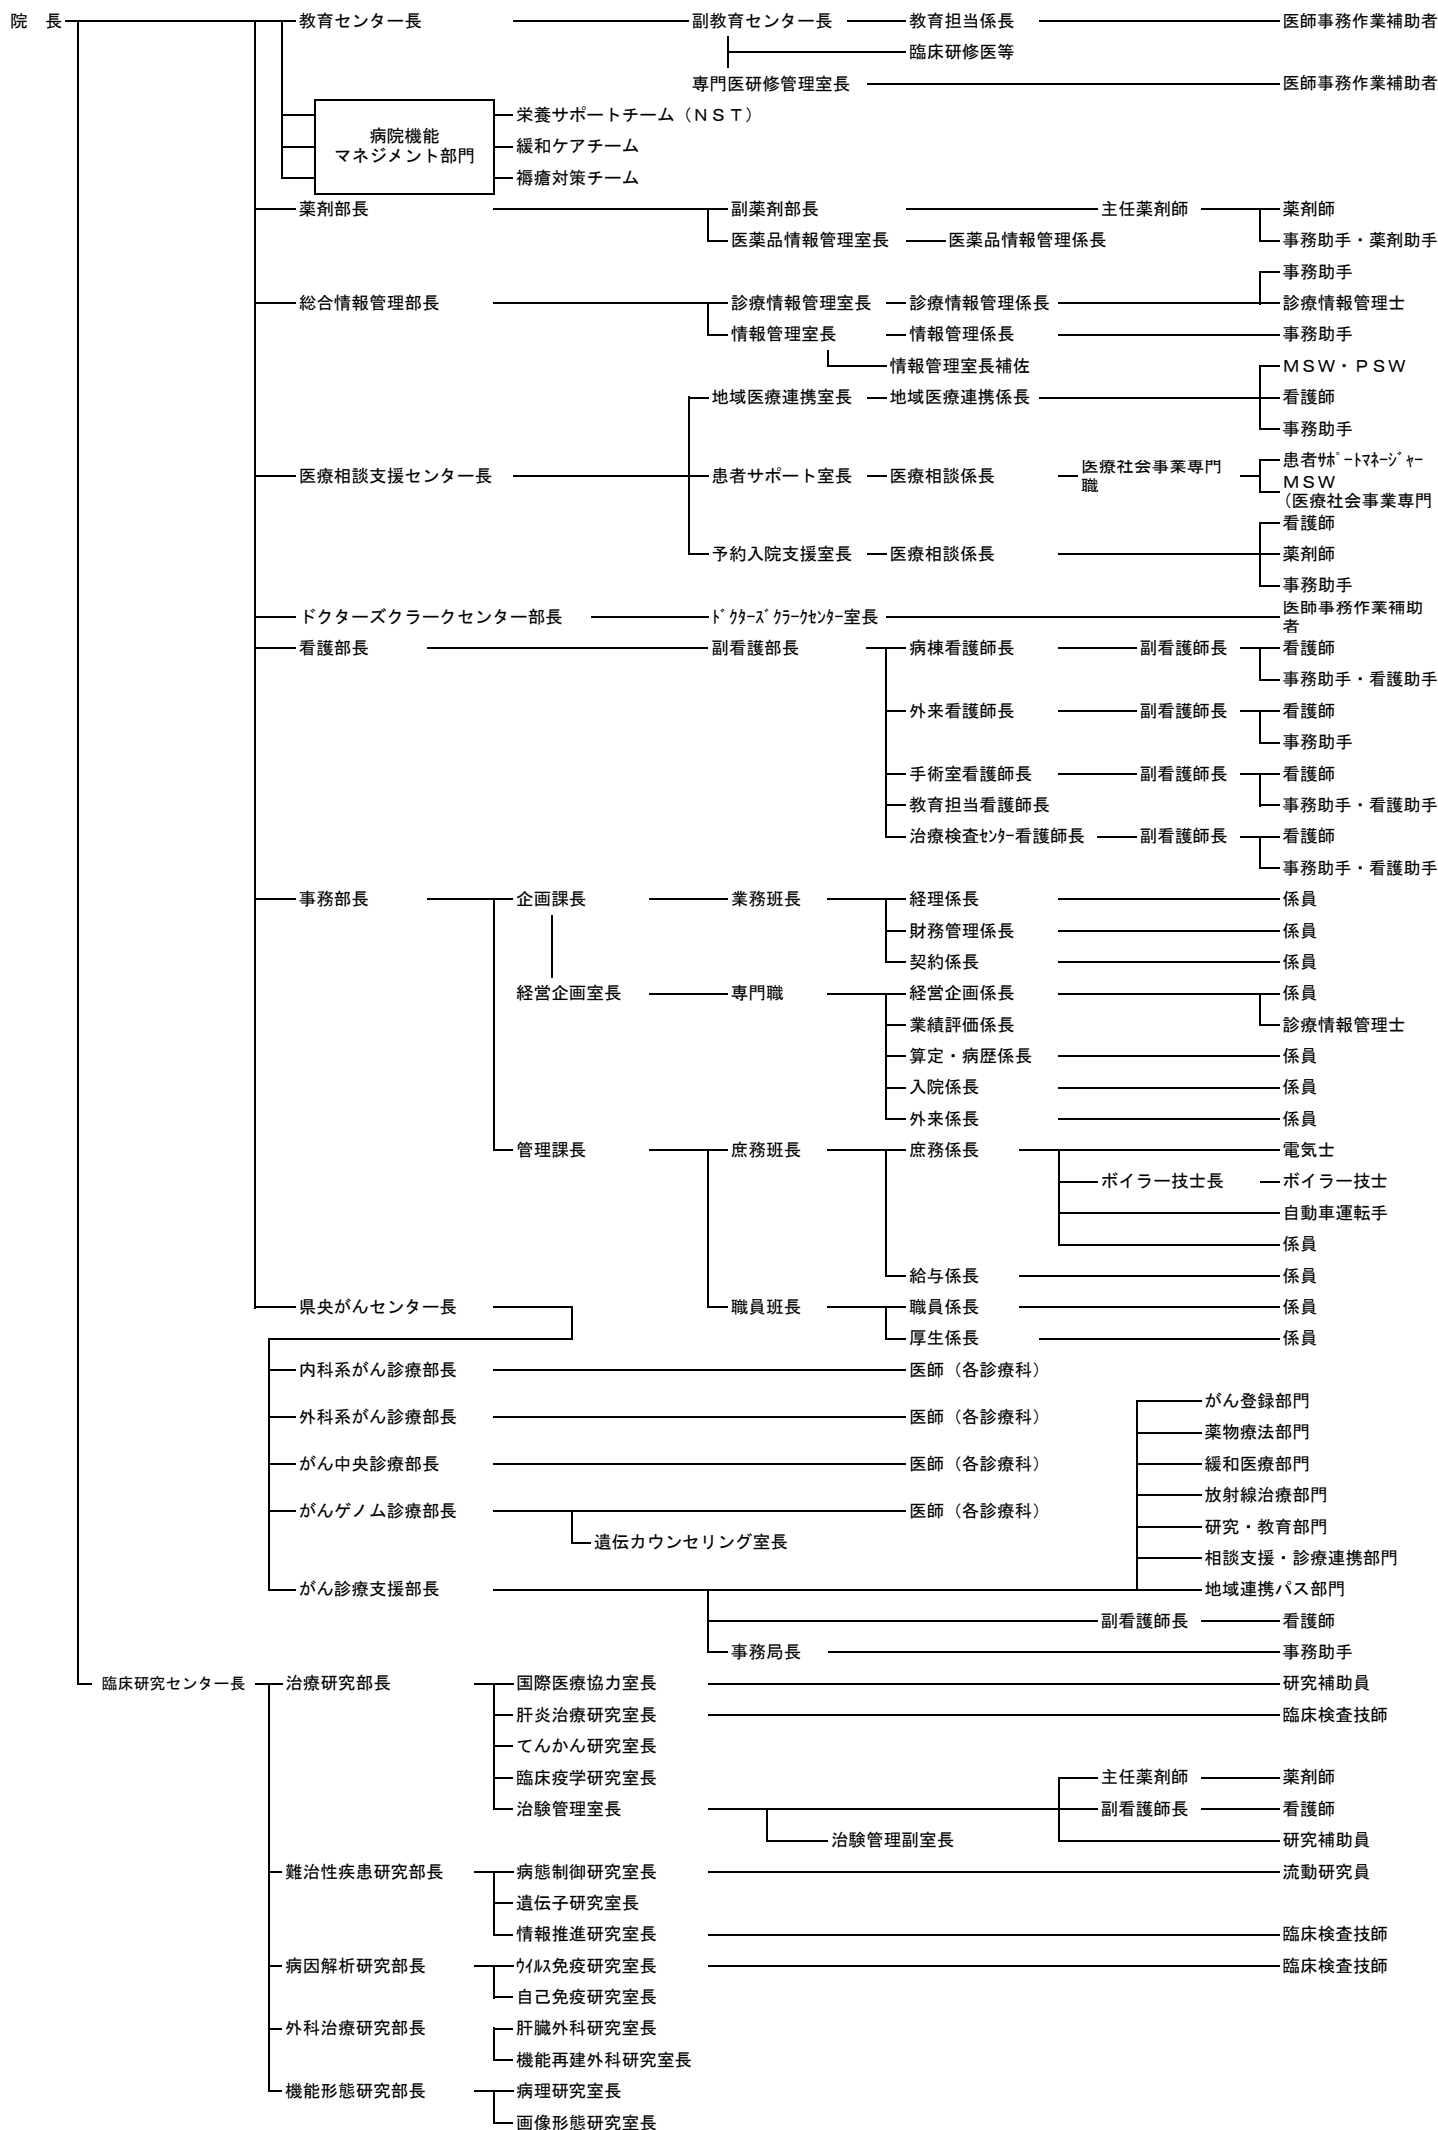 院　長 教育センター長 副教育センター長 教育担当係長 医師事務作業補助者
臨床研修医等
専門医研修管理室長 医師事務作業補助者
栄養サポートチーム（ＮＳＴ）
病院機能
マネジメント部門
緩和ケアチーム
褥瘡対策チーム
薬剤部長 副薬剤部長 主任薬剤師 薬剤師
医薬品情報管理室長 医薬品情報管理係長 事務助手・薬剤助手
事務助手
総合情報管理部長 診療情報管理室長 診療情報管理係長 診療情報管理士
情報管理室長 情報管理係長 事務助手
情報管理室長補佐 ＭＳＷ・ＰＳＷ
地域医療連携室長 地域医療連携係長 看護師
事務助手
患者ｻﾎﾟｰﾄﾏﾈｰｼﾞｬｰ
医療相談支援センター長 患者サポート室長 医療相談係長 医療社会事業専門
職
ＭＳＷ
（医療社会事業専門
看護師
予約入院支援室長 医療相談係長 薬剤師
事務助手
ドクターズクラークセンター部長 ﾄﾞｸﾀｰｽﾞｸﾗｰｸｾﾝﾀｰ室長 医師事務作業補助
者
看護部長 副看護部長 病棟看護師長 副看護師長 看護師
事務助手・看護助手
外来看護師長 副看護師長 看護師
事務助手
手術室看護師長 副看護師長 看護師
教育担当看護師長 事務助手・看護助手
治療検査ｾﾝﾀｰ看護師長 副看護師長 看護師
事務助手・看護助手
事務部長 企画課長 業務班長 経理係長 係員
財務管理係長 係員
契約係長 係員
経営企画室長 専門職 経営企画係長 係員
業績評価係長 診療情報管理士
算定・病歴係長 係員
入院係長 係員
外来係長 係員
管理課長 庶務班長 庶務係長 電気士
ボイラー技士長 ボイラー技士
自動車運転手
係員
給与係長 係員
県央がんセンター長 職員班長 職員係長 係員
厚生係長 係員
内科系がん診療部長 医師（各診療科）
がん登録部門
外科系がん診療部長 医師（各診療科）
薬物療法部門
がん中央診療部長 医師（各診療科） 緩和医療部門
放射線治療部門
がんゲノム診療部長 医師（各診療科）
研究・教育部門
遺伝カウンセリング室長
相談支援・診療連携部門
がん診療支援部長 地域連携パス部門
副看護師長 看護師
事務局長 事務助手
臨床研究センター長 治療研究部長 国際医療協力室長 研究補助員
肝炎治療研究室長 臨床検査技師
てんかん研究室長
臨床疫学研究室長 主任薬剤師 薬剤師
治験管理室長 副看護師長 看護師
治験管理副室長 研究補助員
難治性疾患研究部長 病態制御研究室長 流動研究員
遺伝子研究室長
情報推進研究室長 臨床検査技師
病因解析研究部長 ｳｲﾙｽ免疫研究室長 臨床検査技師
自己免疫研究室長
外科治療研究部長 肝臓外科研究室長
機能再建外科研究室長
機能形態研究部長 病理研究室長
画像形態研究室長